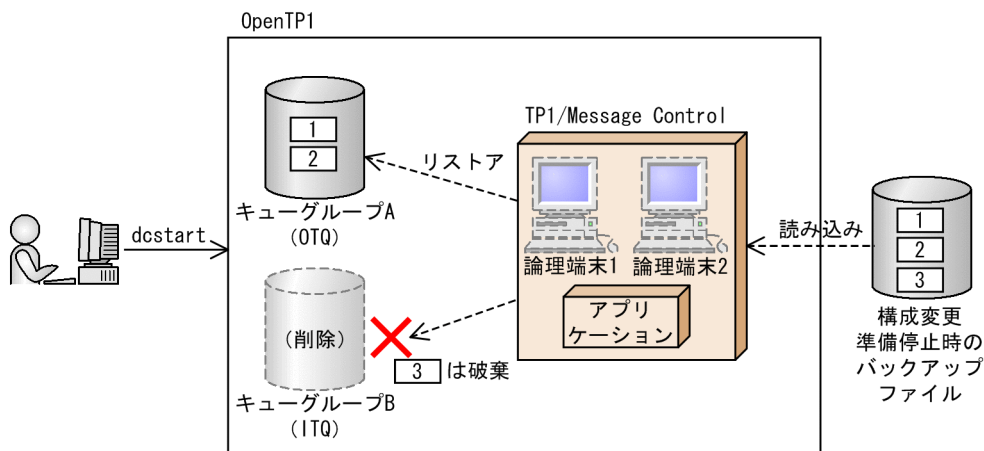 OpenTP1
TP1/Message Control
1
2
リストア
キューグループA
(OTQ)
dcstart
論理端末1
論理端末2
読み込み
1
2
3
アプリ
ケーション
(削除)
3
は破棄
キューグループB
(ITQ)
構成変更
準備停止時の
バックアップ
ファイル